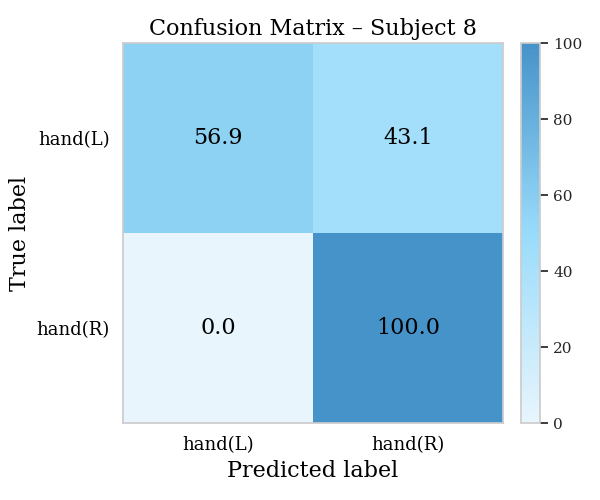 Confusion Matrix – Subject 8
True label
hand(L)
56.9
43.1
hand(R)
0.0
100.0
hand(L)
hand(R)
Predicted label
100
80
60
40
20
0